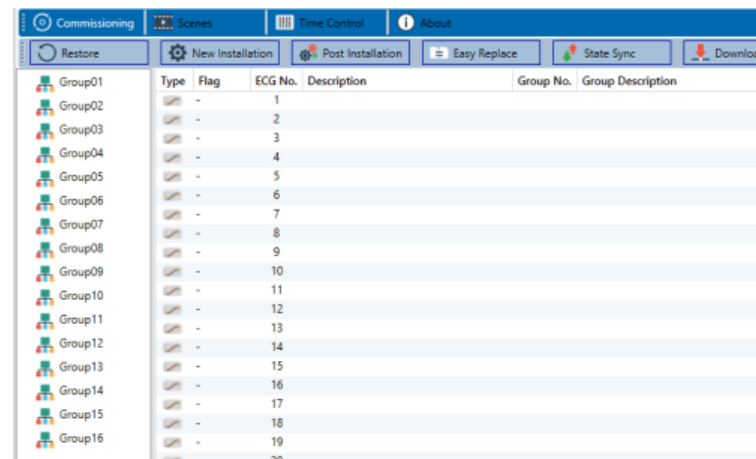 Commissioning Scenes Time Control About
Restore New Installation Post Installation Easy Replace State Sync
Type Flag ECG No. Description Group No. Group Description
Group01
Group02
Group03
Group04
Group05
Group06
Group07
Group08
Group09
Group10
Group11
Group12
Group13
Group14
Group15
Group16
- 1
- 2
- 3
- 4
- 5
- 6
- 7
- 8
- 9
- 10
- 11
- 12
- 13
- 14
- 15
- 16
- 17
- 18
- 19